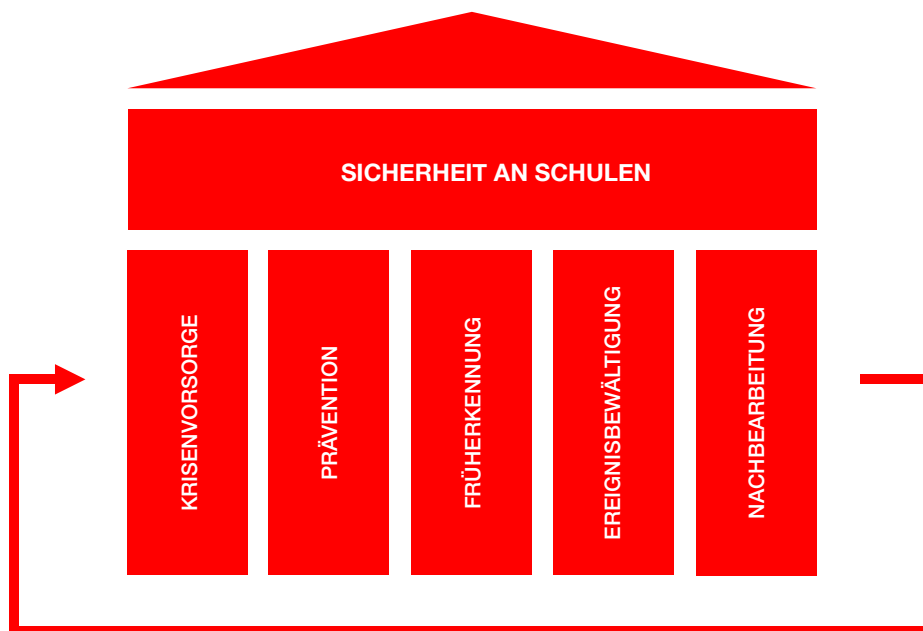 SICHERHEIT AN SCHULEN
KRISENVORSORGE
PRÄVENTION
FRÜHERKENNUNG
EREIGNISBEWÄLTIGUNG
NACHBEARBEITUNG